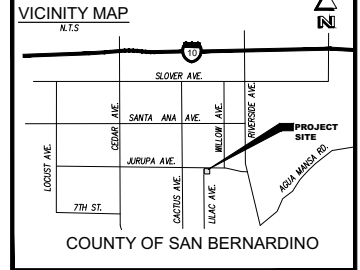 VICINITY MAP
N.T.S
N
10
SLOVER AVE.
CEDAR AVE.
SANTA ANA AVE.
WILLOW AVE.
RIVERSIDE AVE.
PROJECT
SITE
LOCUST AVE.
JURUPA AVE.
CACTUS AVE.
LILAC AVE.
AGUA MANSA RD.
7TH ST.
COUNTY OF SAN BERNARDINO